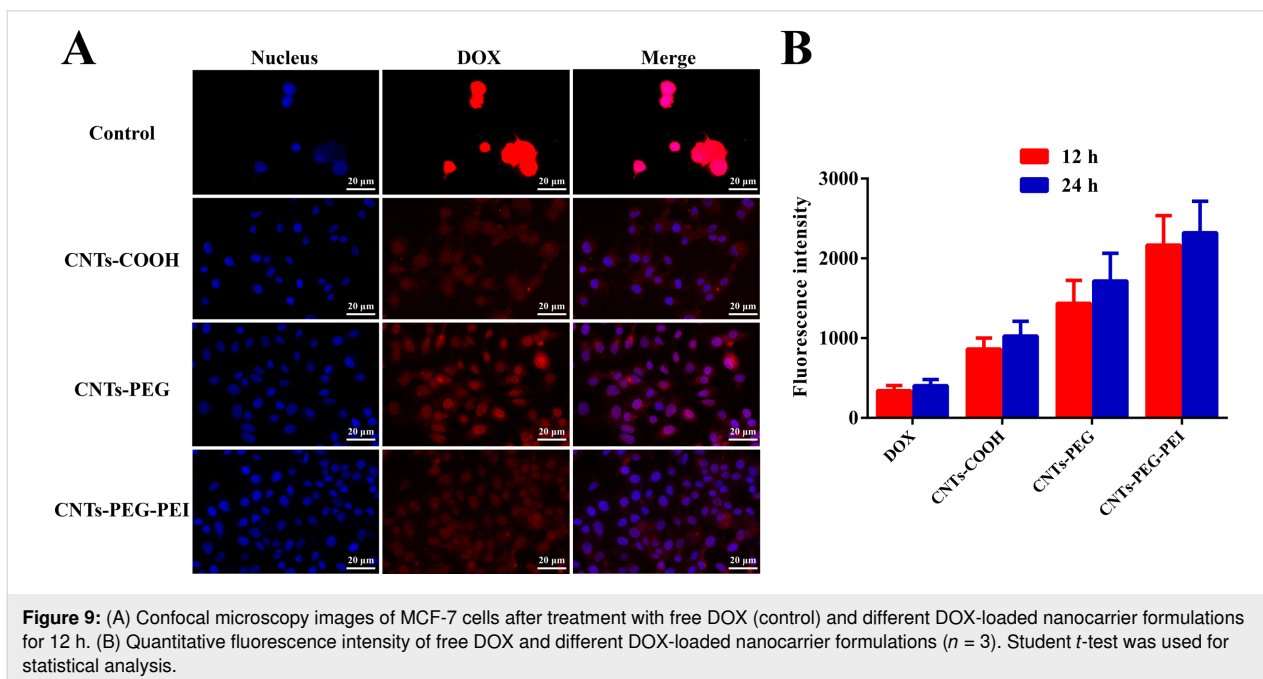 A
Nucleus DOX Merge
Control
20 µm 20 µm 20 µm
CNTs-COOH
20 µm 20 µm 20 µm
CNTs-PEG
20 µm 20 µm 20 µm
CNTs-PEG-PEI
20 µm 20 µm 20 µm
B
12 h
24 h
Fluorescence intensity
3000
2000
1000
0
DOX
CNTs-COOH
CNTs-PEG
CNTs-PEG-PEI
Figure 9: (A) Confocal microscopy images of MCF-7 cells after treatment with free DOX (control) and different DOX-loaded nanocarrier formulations
for 12 h. (B) Quantitative fluorescence intensity of free DOX and different DOX-loaded nanocarrier formulations (n = 3). Student t-test was used for
statistical analysis.